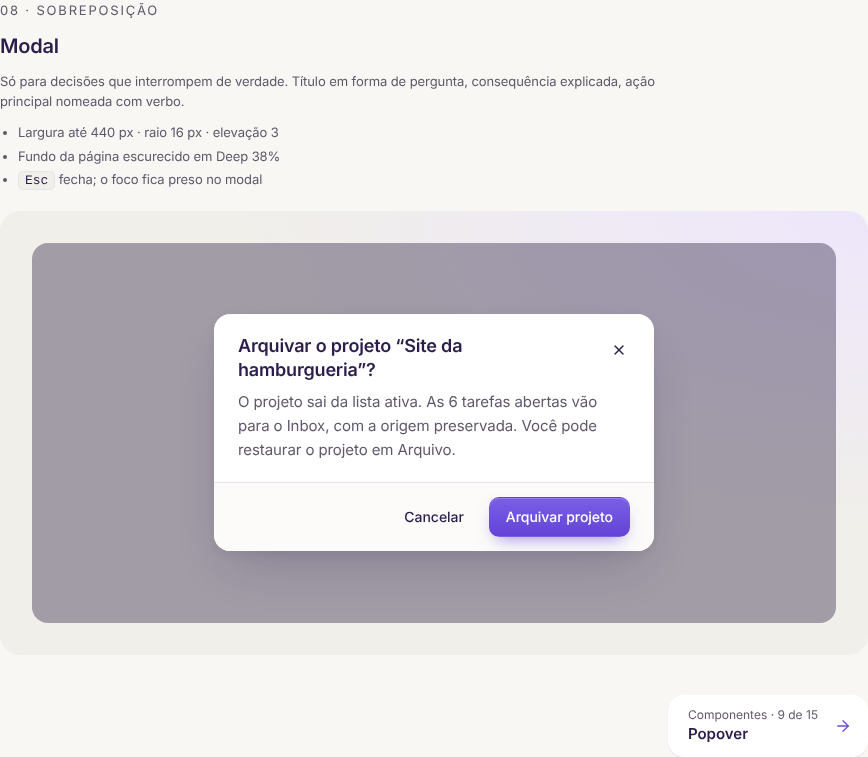 08 · SOBREPOSIÇÃO
Modal
Só para decisões que interrompem de verdade. Título em forma de pergunta, consequência explicada, ação
principal nomeada com verbo.
• Largura até 440 px · raio 16 px · elevação 3
• Fundo da página escurecido em Deep 38%
• Esc fecha; o foco fica preso no modal
Arquivar o projeto “Site da
hamburgueria”?
O projeto sai da lista ativa. As 6 tarefas abertas vão
para o Inbox, com a origem preservada. Você pode
restaurar o projeto em Arquivo.
Cancelar
Arquivar projeto
Componentes · 9 de 15
Popover